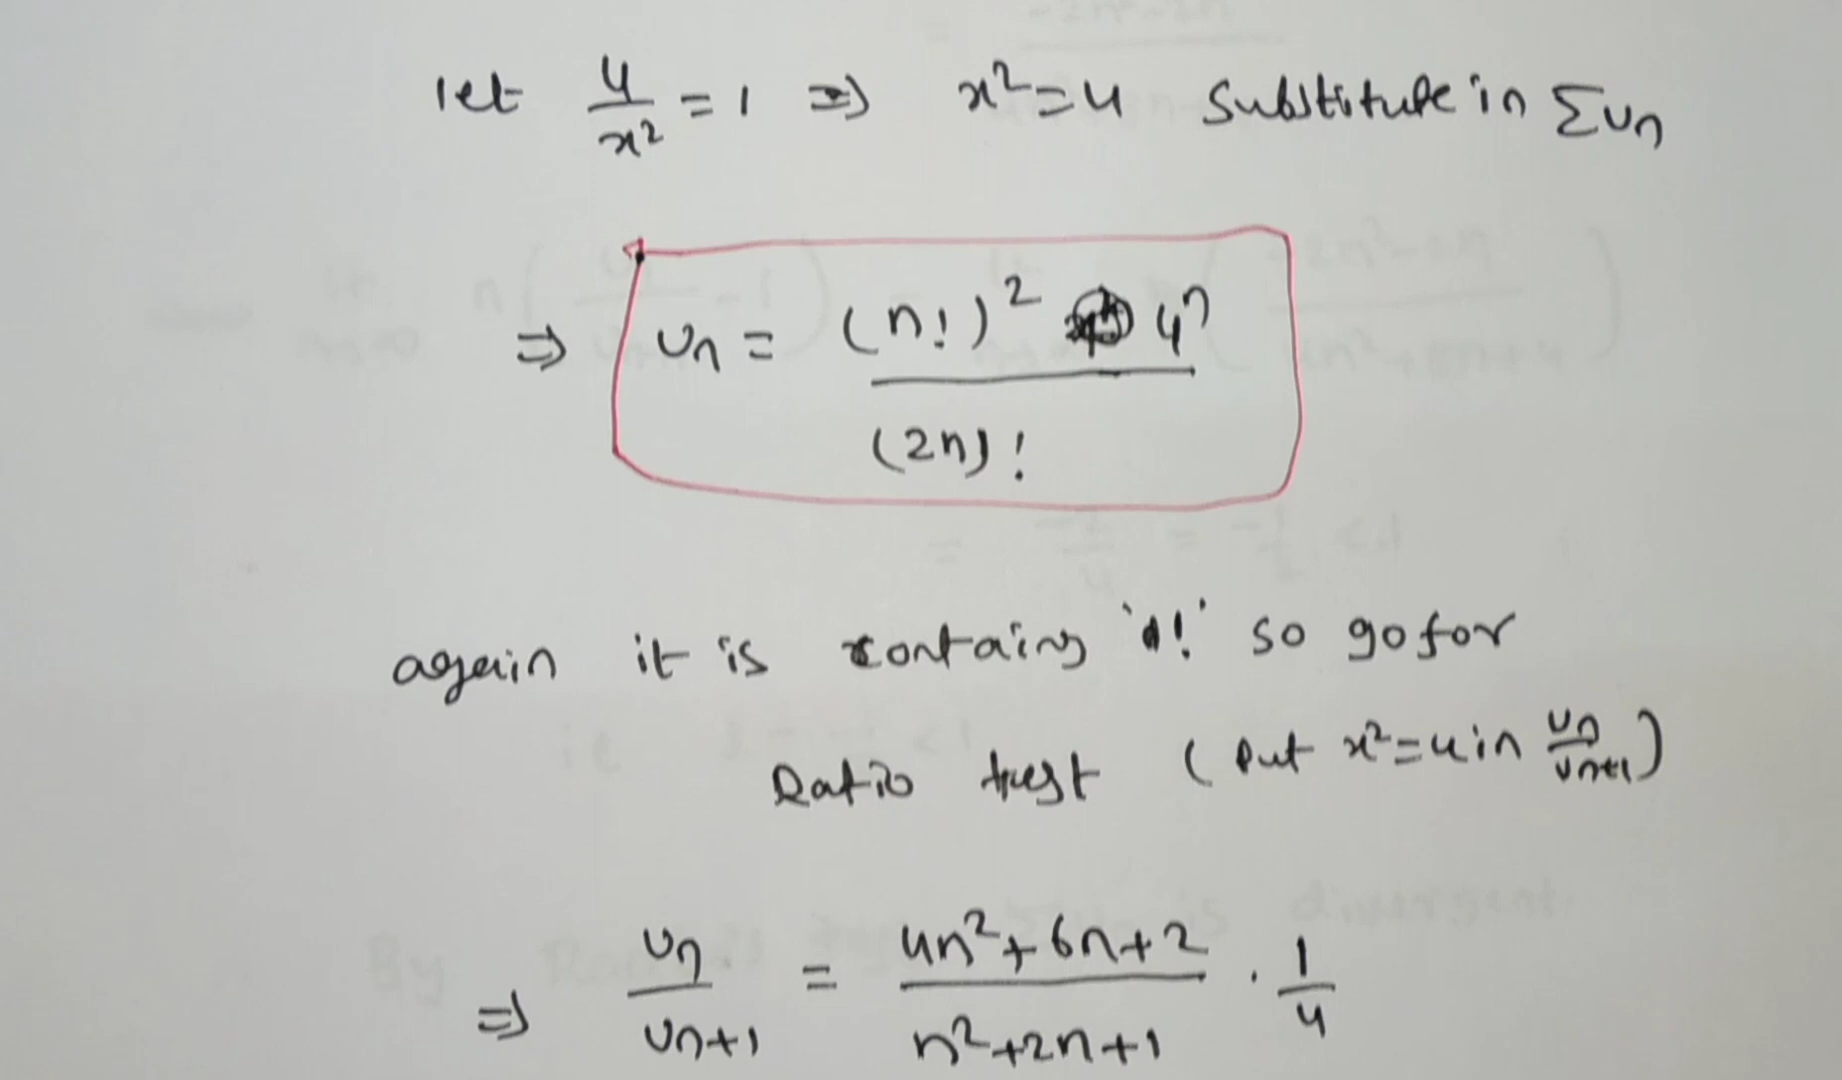 let 4/x² = 1 ⇒ x² = 4 Substitute in Σun
⇒ un = (n!)² 4ⁿ / (2n)!
again it is contains 'n!' so go for
Ratio test (Put x² = 4 in un/un+1)
⇒ un/un+1 = 4n²+6n+2 / n²+2n+1 · 1/4